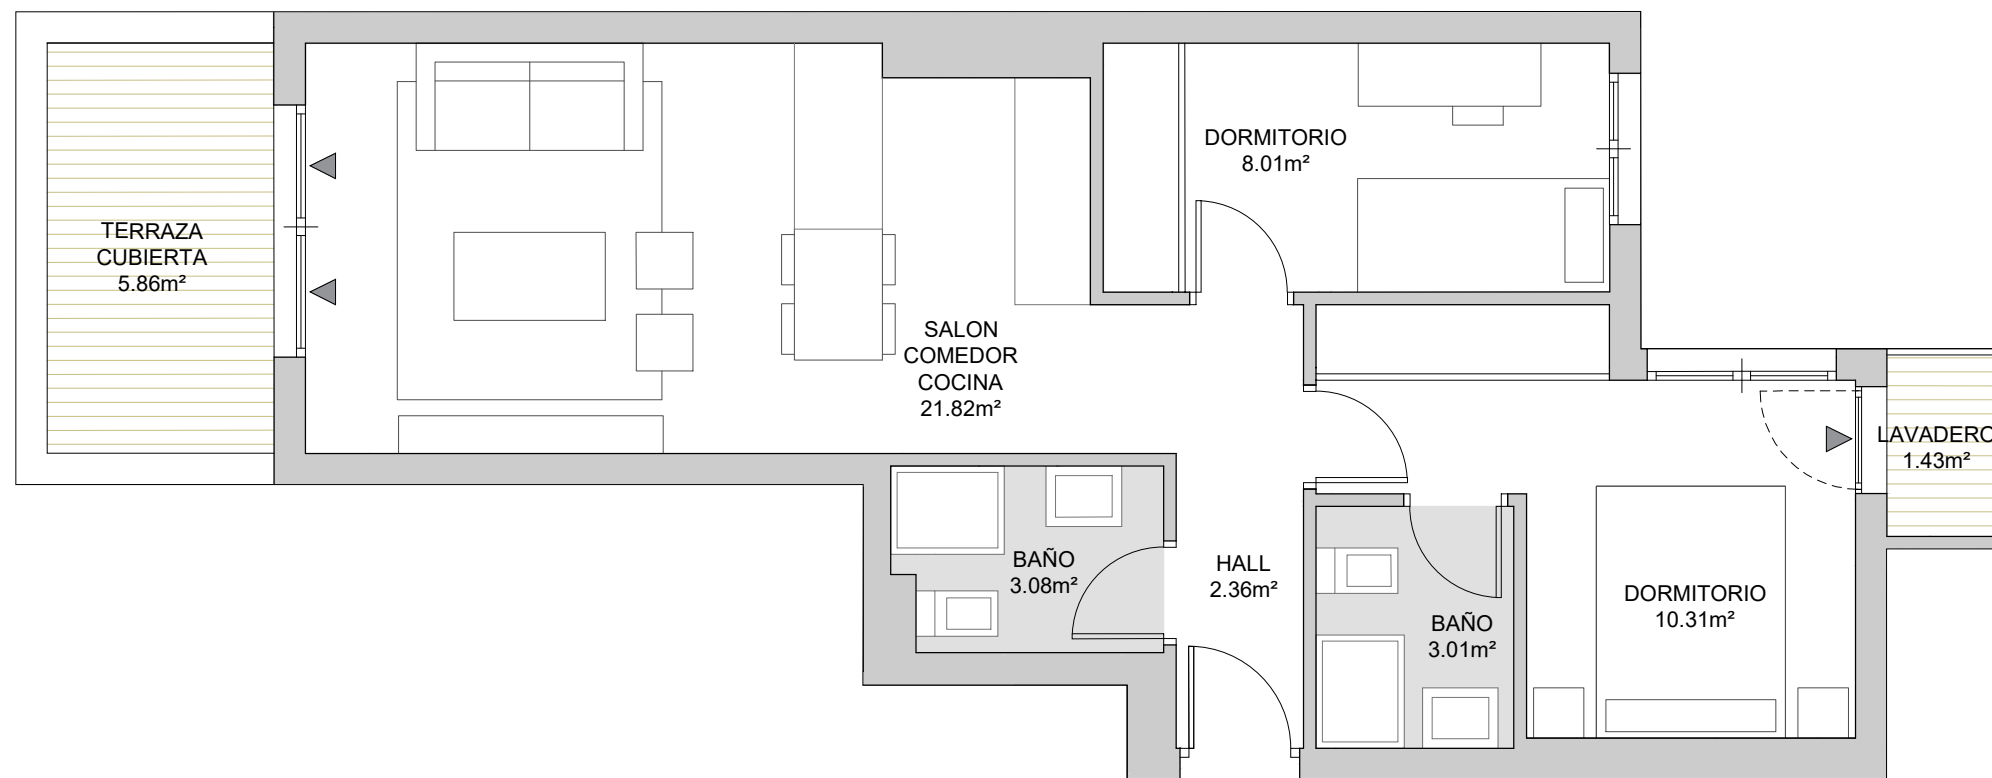 TERRAZA
CUBIERTA
5.86m²
SALON
COMEDOR
COCINA
21.82m²
DORMITORIO
8.01m²
BAÑO
3.08m²
HALL
2.36m²
BAÑO
3.01m²
DORMITORIO
10.31m²
LAVADERO
1.43m²